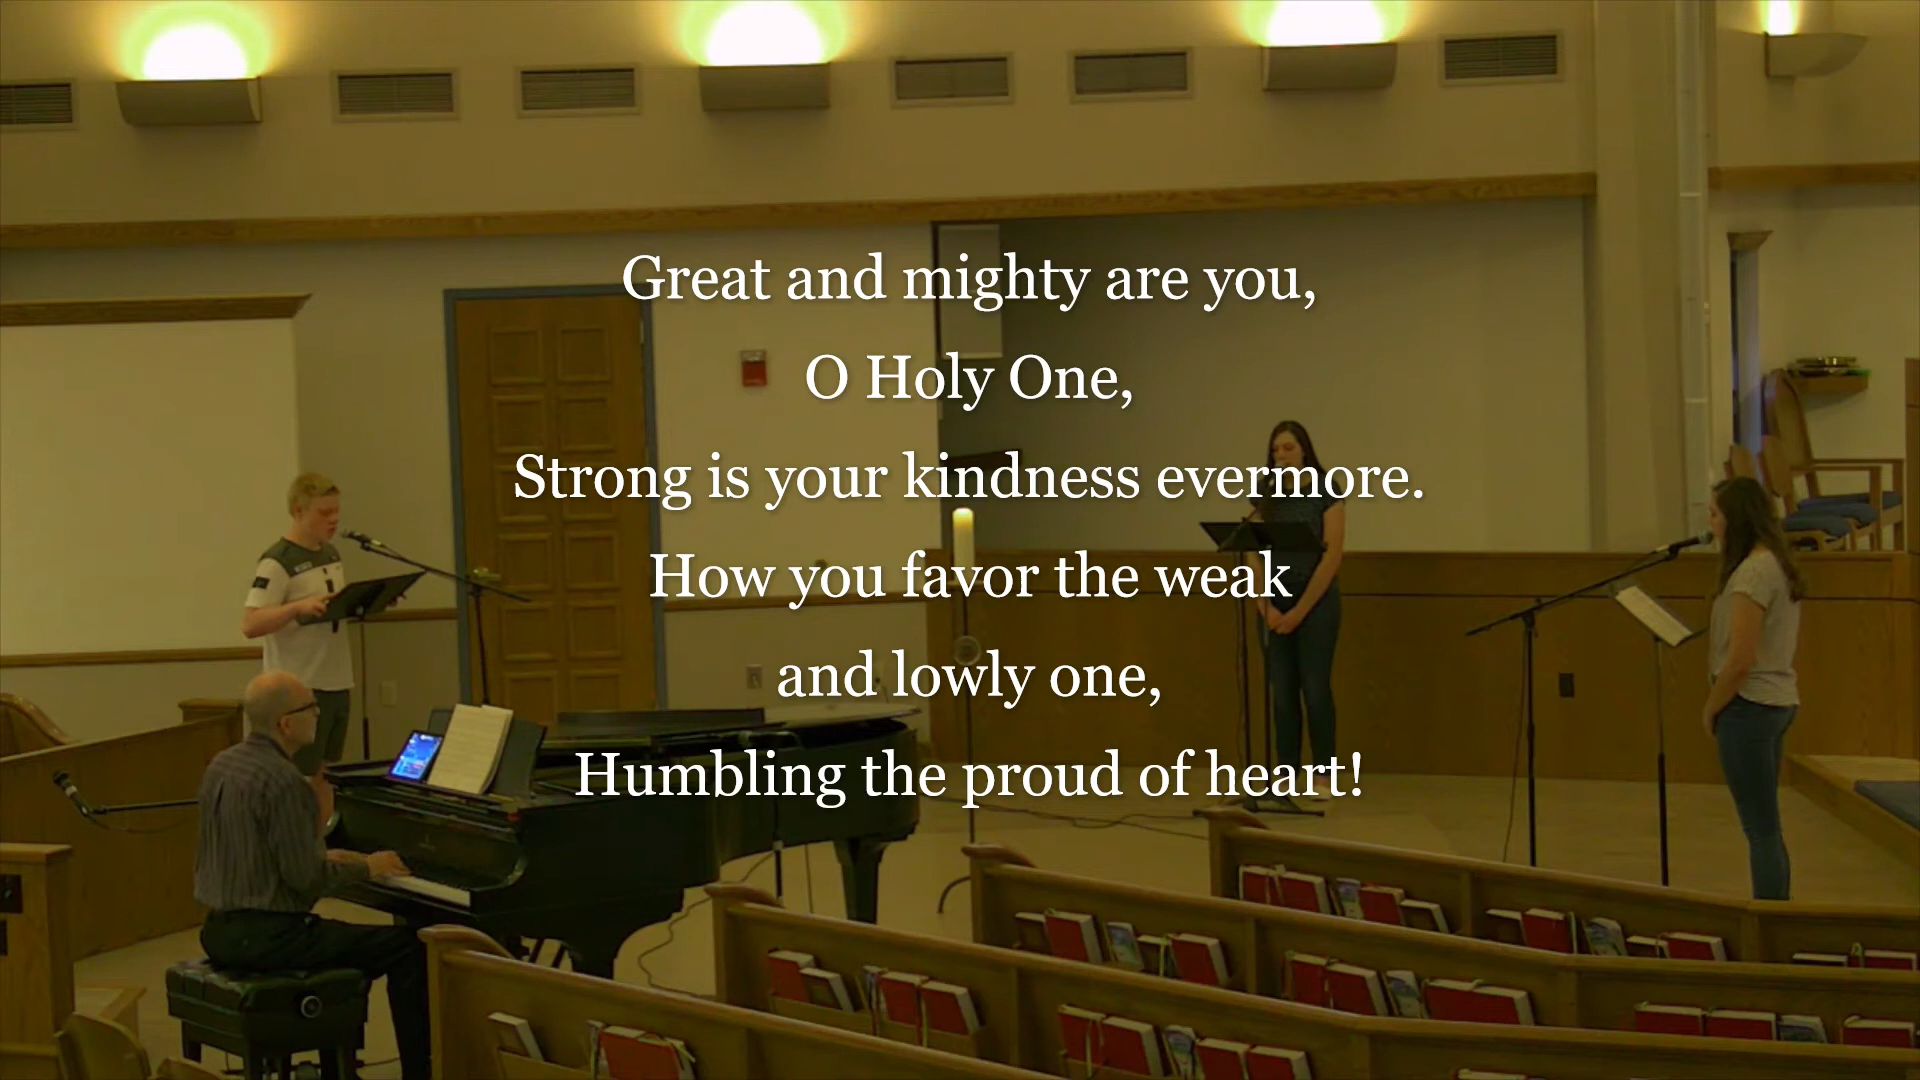 Great and mighty are you,
O Holy One,
Strong is your kindness evermore.
How you favor the weak
and lowly one,
Humbling the proud of heart!